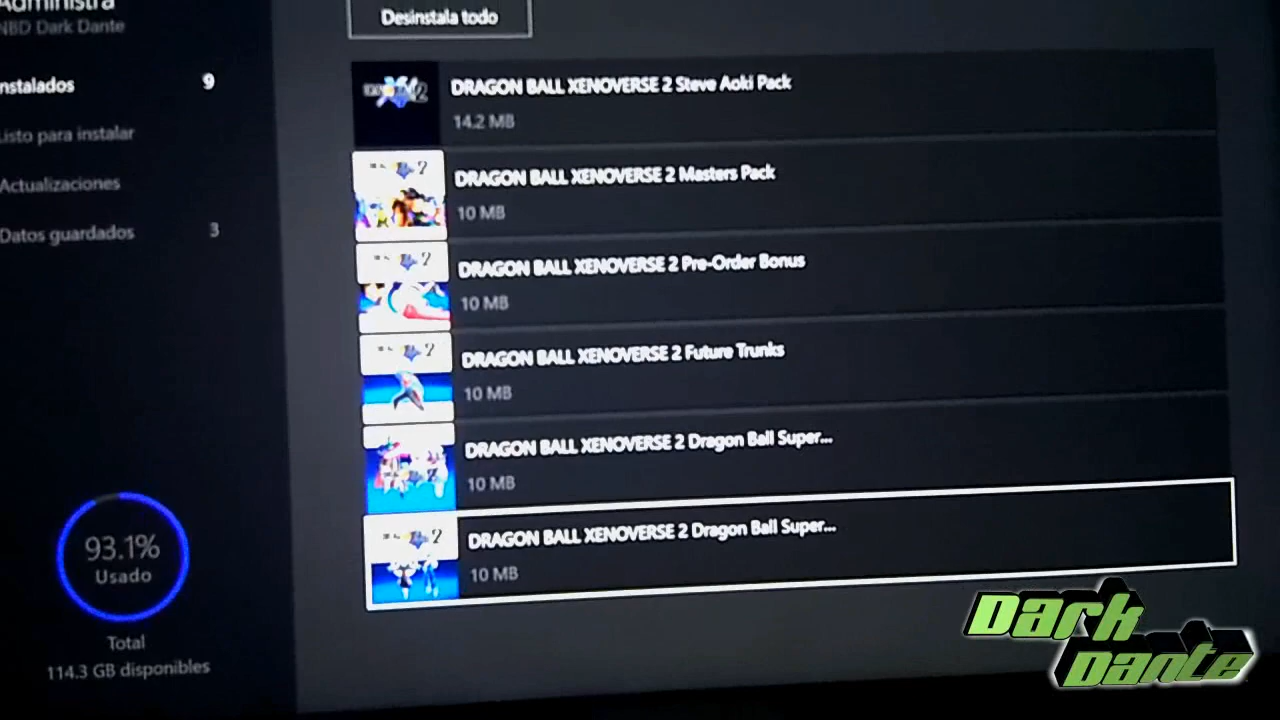 Administra
NBD Dark Dante
nstalados 9
Listo para instalar
Actualizaciones
Datos guardados 3
93.1%
Usado
Total
114.3 GB disponibles
Desinstala todo
DRAGON BALL XENOVERSE 2 Steve Aoki Pack
14.2 MB
DRAGON BALL XENOVERSE 2 Masters Pack
10 MB
DRAGON BALL XENOVERSE 2 Pre-Order Bonus
10 MB
DRAGON BALL XENOVERSE 2 Future Trunks
10 MB
DRAGON BALL XENOVERSE 2 Dragon Ball Super...
10 MB
DRAGON BALL XENOVERSE 2 Dragon Ball Super...
10 MB
Dark
Dante